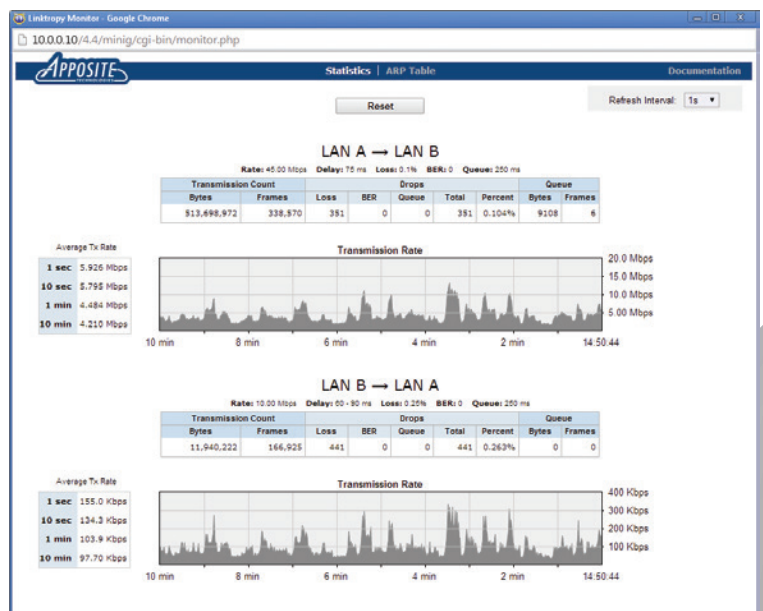 Linktropy Monitor - Google Chrome
10.0.0.10/4.4/minig/cgi-bin/monitor.php
APPOSITE
Statistics | ARP Table Documentation
Reset Refresh Interval: 1s
LAN A → LAN B
Rate: 45.00 Mbps Delay: 75 ms Loss: 0.1% BER: 0 Queue: 250 ms
Transmission Count Drops Queue
Bytes Frames Loss BER Queue Total Percent Bytes Frames
513,698,972 338,570 351 0 0 351 0.104% 9108 6
Average Tx Rate
1 sec 5.926 Mbps
10 sec 5.795 Mbps
1 min 4.484 Mbps
10 min 4.210 Mbps
Transmission Rate
20.0 Mbps
15.0 Mbps
10.0 Mbps
5.00 Mbps
10 min 8 min 6 min 4 min 2 min 14:50:44
LAN B → LAN A
Rate: 10.00 Mbps Delay: 60 - 90 ms Loss: 0.25% BER: 0 Queue: 250 ms
Transmission Count Drops Queue
Bytes Frames Loss BER Queue Total Percent Bytes Frames
11,940,222 166,925 441 0 0 441 0.263% 0 0
Average Tx Rate
1 sec 155.0 Kbps
10 sec 134.3 Kbps
1 min 103.9 Kbps
10 min 97.70 Kbps
Transmission Rate
400 Kbps
300 Kbps
200 Kbps
100 Kbps
10 min 8 min 6 min 4 min 2 min 14:50:44